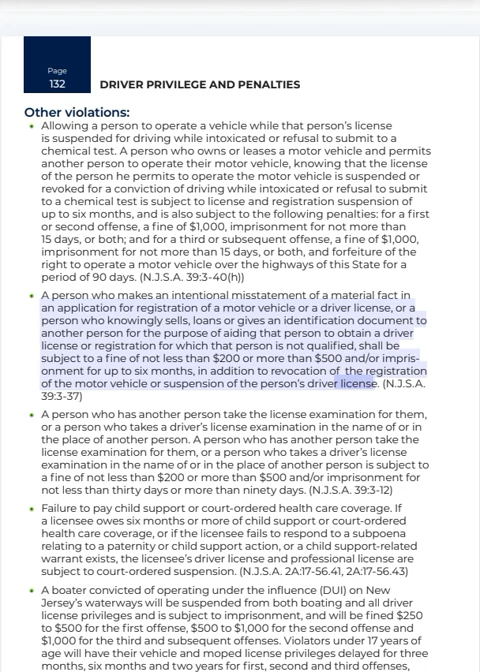 Page
132
DRIVER PRIVILEGE AND PENALTIES
Other violations:
• Allowing a person to operate a vehicle while that person's license
is suspended for driving while intoxicated or refusal to submit to a
chemical test. A person who owns or leases a motor vehicle and permits
another person to operate their motor vehicle, knowing that the license
of the person he permits to operate the motor vehicle is suspended or
revoked for a conviction of driving while intoxicated or refusal to submit
to a chemical test is subject to license and registration suspension of
up to six months, and is also subject to the following penalties: for a first
or second offense, a fine of $1,000, imprisonment for not more than
15 days, or both; and for a third or subsequent offense, a fine of $1,000,
imprisonment for not more than 15 days, or both, and forfeiture of the
right to operate a motor vehicle over the highways of this State for a
period of 90 days. (N.J.S.A. 39:3-40(h))
• A person who makes an intentional misstatement of a material fact in
an application for registration of a motor vehicle or a driver license, or a
person who knowingly sells, loans or gives an identification document to
another person for the purpose of aiding that person to obtain a driver
license or registration for which that person is not qualified, shall be
subject to a fine of not less than $200 or more than $500 and/or impris-
onment for up to six months, in addition to revocation of the registration
of the motor vehicle or suspension of the person's driver license. (N.J.S.A.
39:3-37)
• A person who has another person take the license examination for them,
or a person who takes a driver's license examination in the name of or in
the place of another person. A person who has another person take the
license examination for them, or a person who takes a driver's license
examination in the name of or in the place of another person is subject to
a fine of not less than $200 or more than $500 and/or imprisonment for
not less than thirty days or more than ninety days. (N.J.S.A. 39:3-12)
• Failure to pay child support or court-ordered health care coverage. If
a licensee owes six months or more of child support or court-ordered
health care coverage, or if the licensee fails to respond to a subpoena
relating to a paternity or child support action, or a child support-related
warrant exists, the licensee's driver license and professional license are
subject to court-ordered suspension. (N.J.S.A. 2A:17-56.41, 2A:17-56.43)
• A boater convicted of operating under the influence (DUI) on New
Jersey's waterways will be suspended from both boating and all driver
license privileges and is subject to imprisonment, and will be fined $250
to $500 for the first offense, $500 to $1,000 for the second offense and
$1,000 for the third and subsequent offenses. Violators under 17 years of
age will have their vehicle and moped license privileges delayed for three
months, six months and two years for first, second and third offenses,